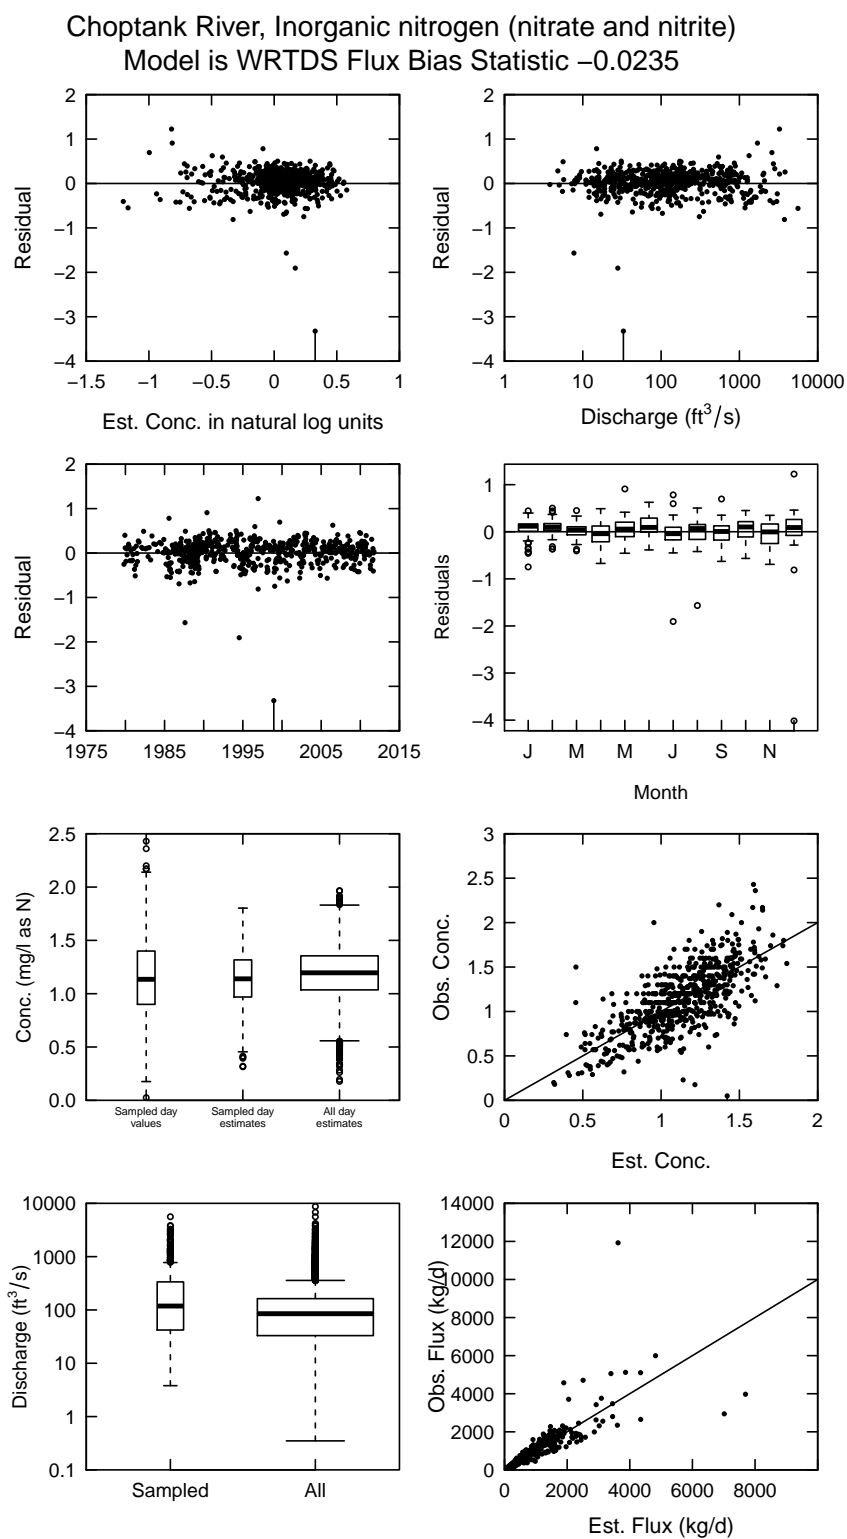 Choptank River, Inorganic nitrogen (nitrate and nitrite)
Model is WRTDS Flux Bias Statistic −0.0235
2
1
0
−1
−2
−3
−4
Residual
−1.5 −1 −0.5 0 0.5 1
Est. Conc. in natural log units
2
1
0
−1
−2
−3
−4
Residual
1 10 100 1000 10000
Discharge (ft³/s)
2
1
0
−1
−2
−3
−4
Residual
1975 1985 1995 2005 2015
1
0
−1
−2
−3
−4
Residuals
J M M J S N
Month
2.5
2.0
1.5
1.0
0.5
0.0
Conc. (mg/l as N)
Sampled day values
Sampled day estimates
All day estimates
3
2.5
2
1.5
1
0.5
0
Obs. Conc.
0 0.5 1 1.5 2
Est. Conc.
10000
1000
100
10
1
0.1
Discharge (ft³/s)
Sampled All
14000
12000
10000
8000
6000
4000
2000
0
Obs. Flux (kg/d)
0 2000 4000 6000 8000
Est. Flux (kg/d)